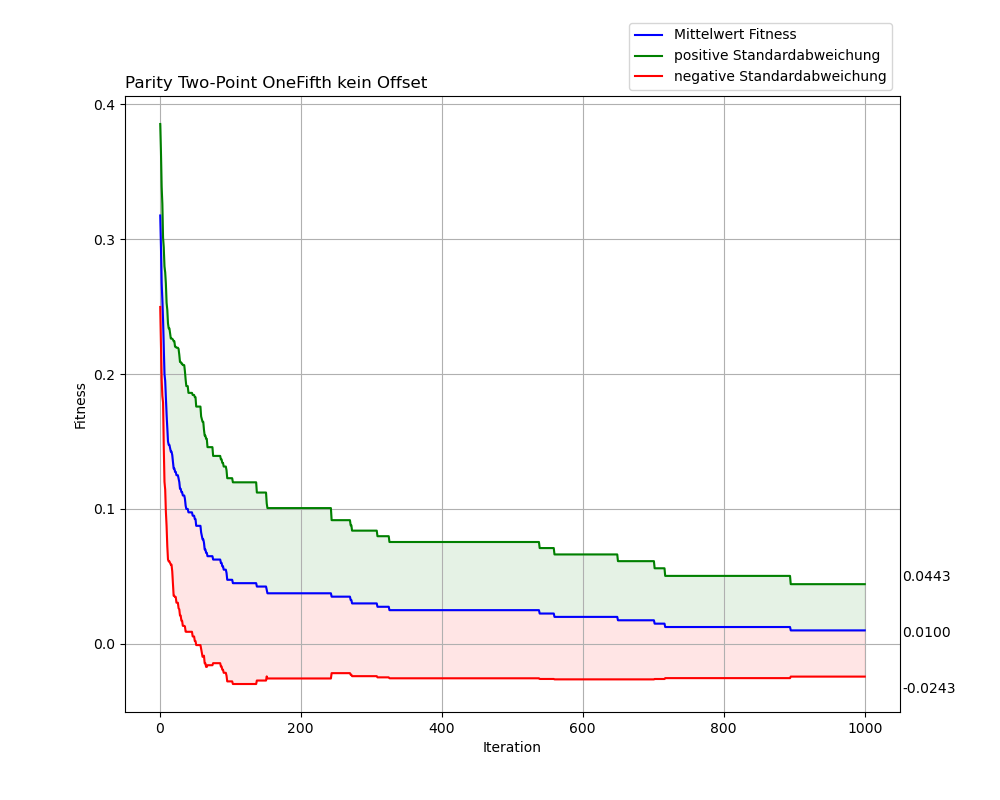 Mittelwert Fitness
positive Standardabweichung
negative Standardabweichung
Parity Two-Point OneFifth kein Offset
0.4
0.3
0.2
0.1
0.0
Fitness
0.0443
0.0100
-0.0243
0 200 400 600 800 1000
Iteration